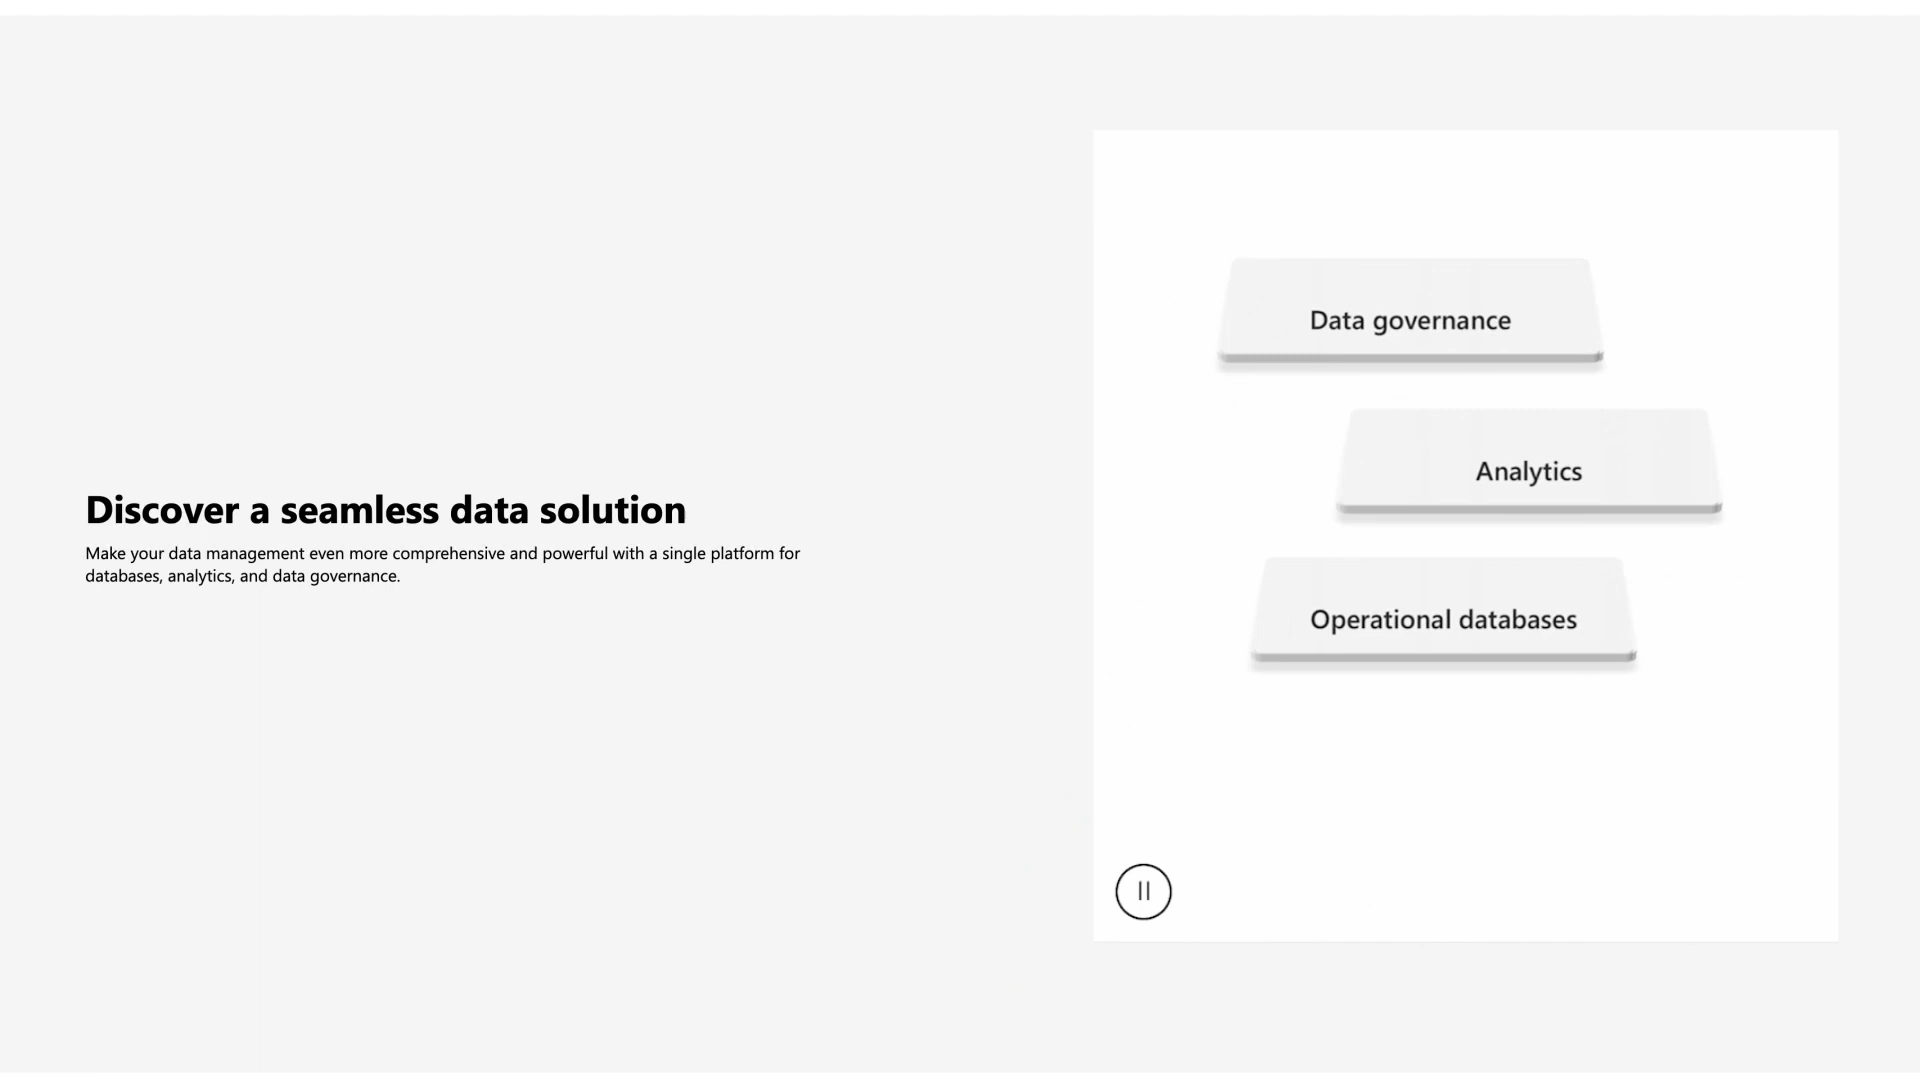 Discover a seamless data solution
Make your data management even more comprehensive and powerful with a single platform for
databases, analytics, and data governance.
Data governance
Analytics
Operational databases